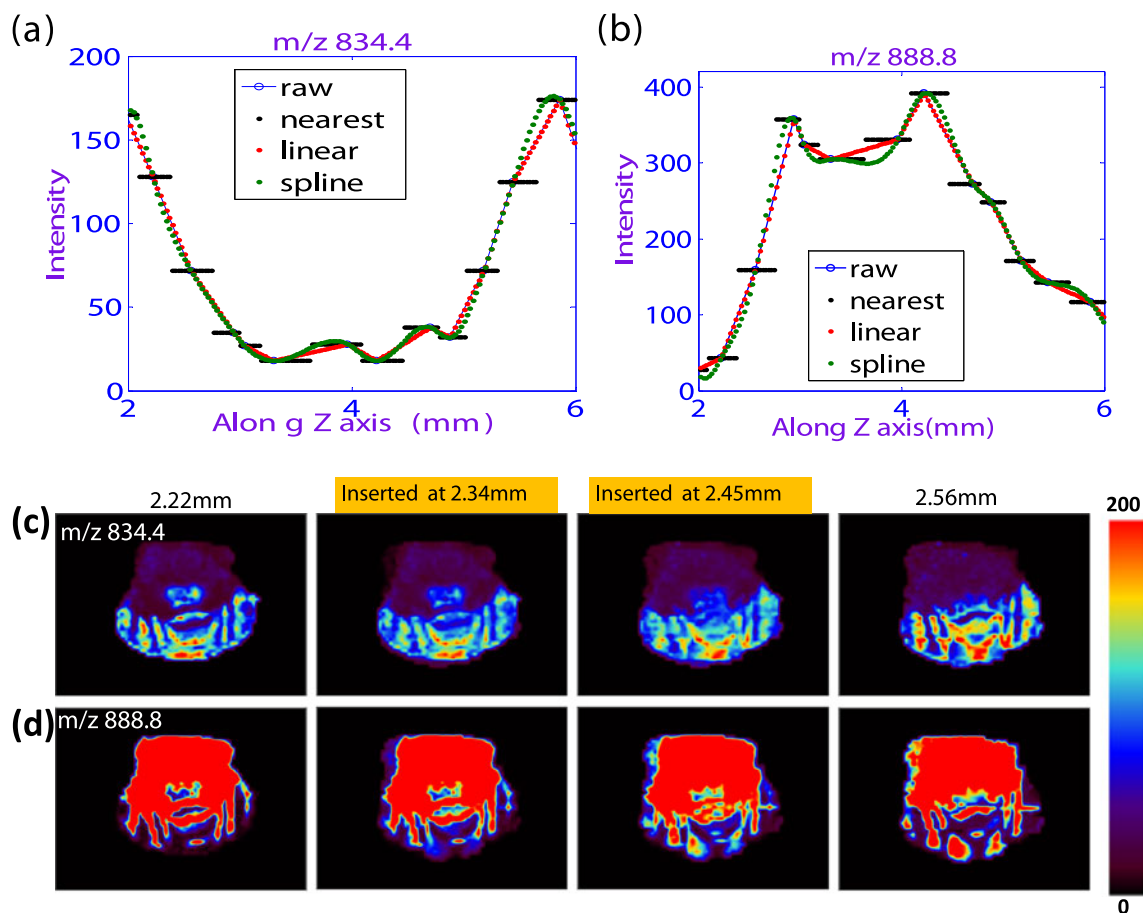 (a)
m/z 834.4
200
150
100
50
0
Intensity
raw
nearest
linear
spline
2
4
6
Alon g Z axis (mm)
(b)
m/z 888.8
400
300
200
100
0
Intensity
raw
nearest
linear
spline
2
4
6
Along Z axis(mm)
2.22mm
Inserted at 2.34mm
Inserted at 2.45mm
2.56mm
(c)
m/z 834.4
200
(d)
m/z 888.8
0